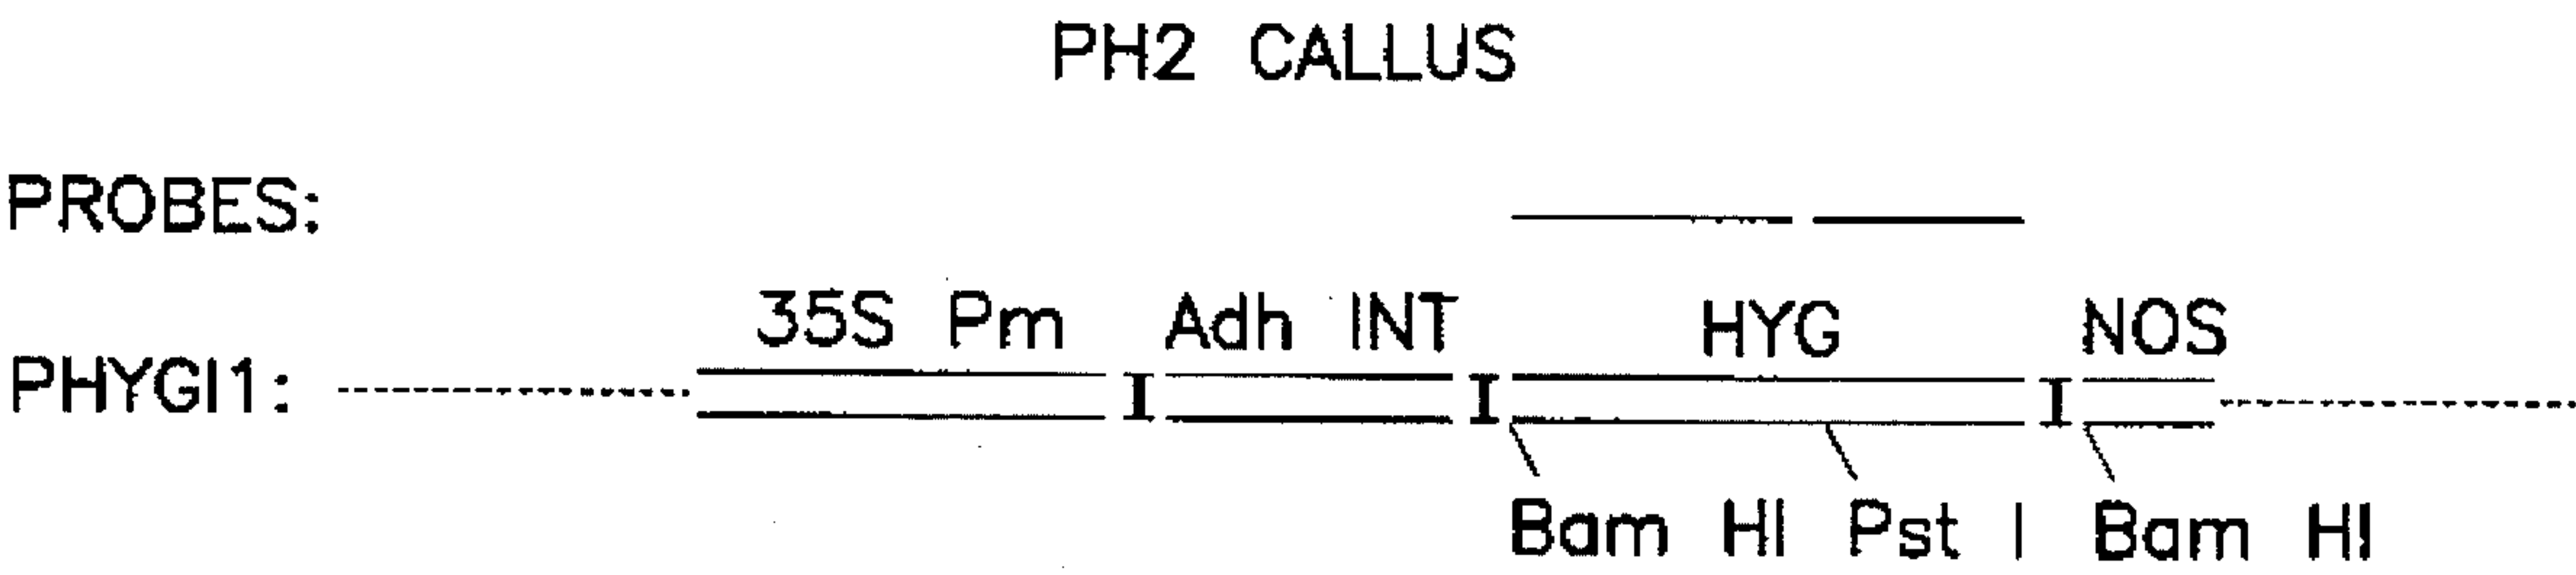 PH2 CALLUS
PROBES:
35S Pm Adh INT HYG NOS
PHYGI1:
Bam HI Pst I Bam HI